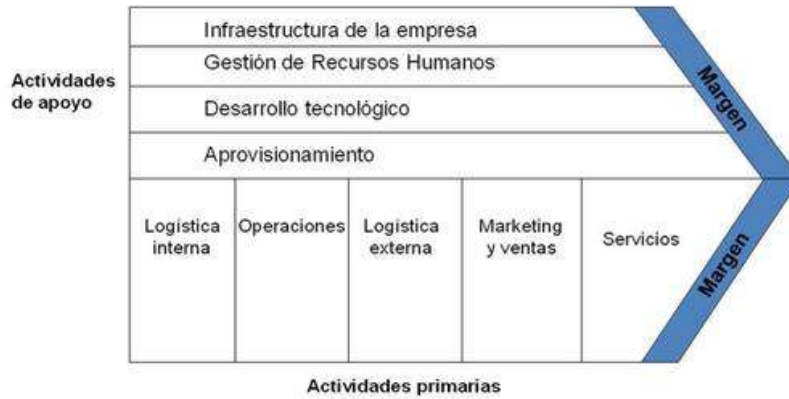 Infraestructura de la empresa
Gestión de Recursos Humanos
Actividades
de apoyo
Desarrollo tecnológico
Aprovisionamiento
Margen
Logística
interna
Operaciones
Logística
externa
Marketing
y ventas
Servicios
Margen
Actividades primarias